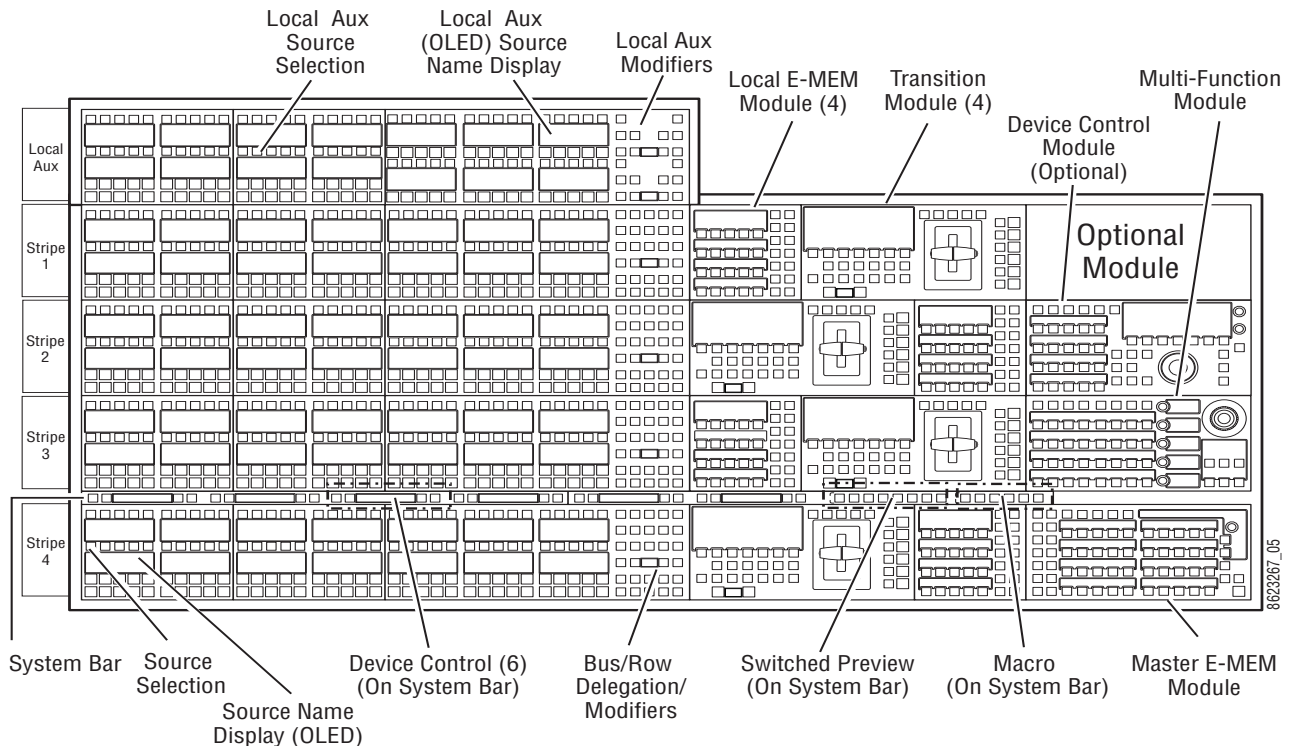 Local Aux
Source
Selection
Local Aux
(OLED) Source
Name Display
Local Aux
Modifiers
Local E-MEM
Module (4)
Transition
Module (4)
Multi-Function
Module
Device Control
Module
(Optional)
Local
Aux
Stripe
1
Optional
Module
Stripe
2
Stripe
3
Stripe
4
8623267_05
System Bar
Source
Selection
Source Name
Display (OLED)
Device Control (6)
(On System Bar)
Bus/Row
Delegation/
Modifiers
Switched Preview
(On System Bar)
Macro
(On System Bar)
Master E-MEM
Module